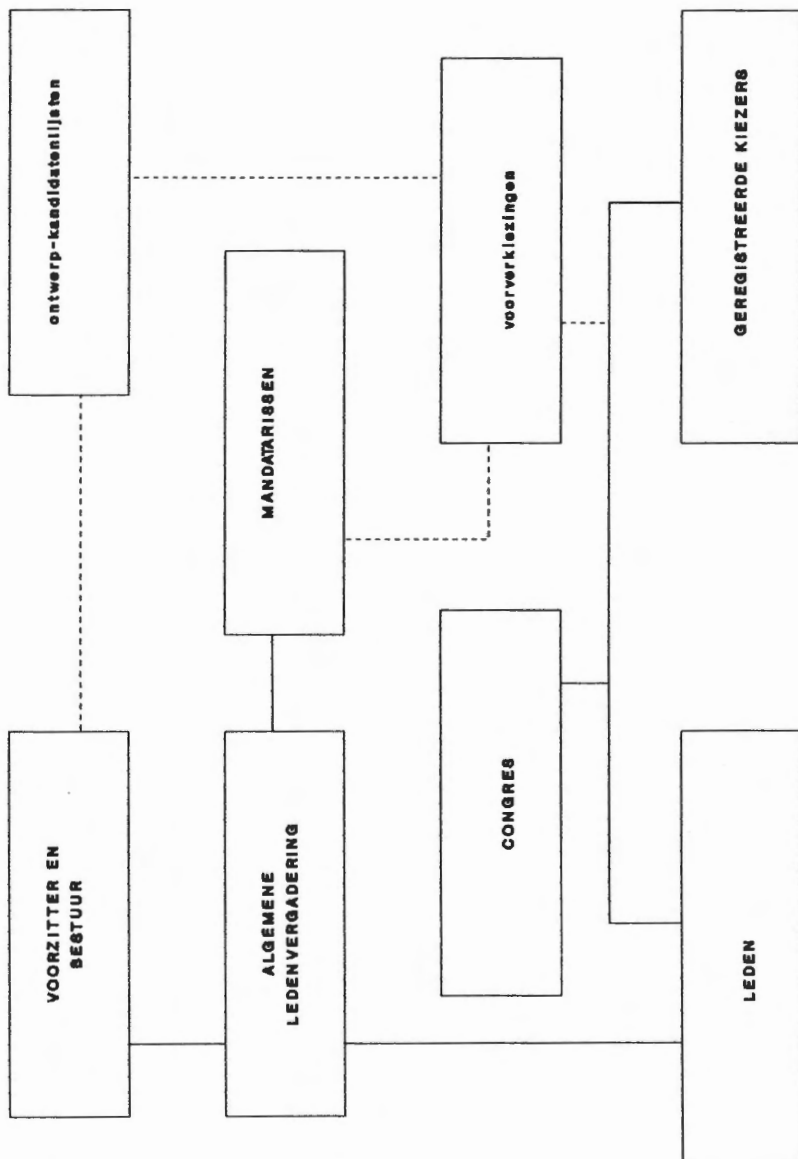 VOORZITTER EN
BESTUUR
ontwerp-kandidatenlijsten
ALGEMENE
LEDENVERGADERING
MANDATARISSEN
CONGRES
voorverkiezingen
LEDEN
GEREGISTREERDE KIEZERS